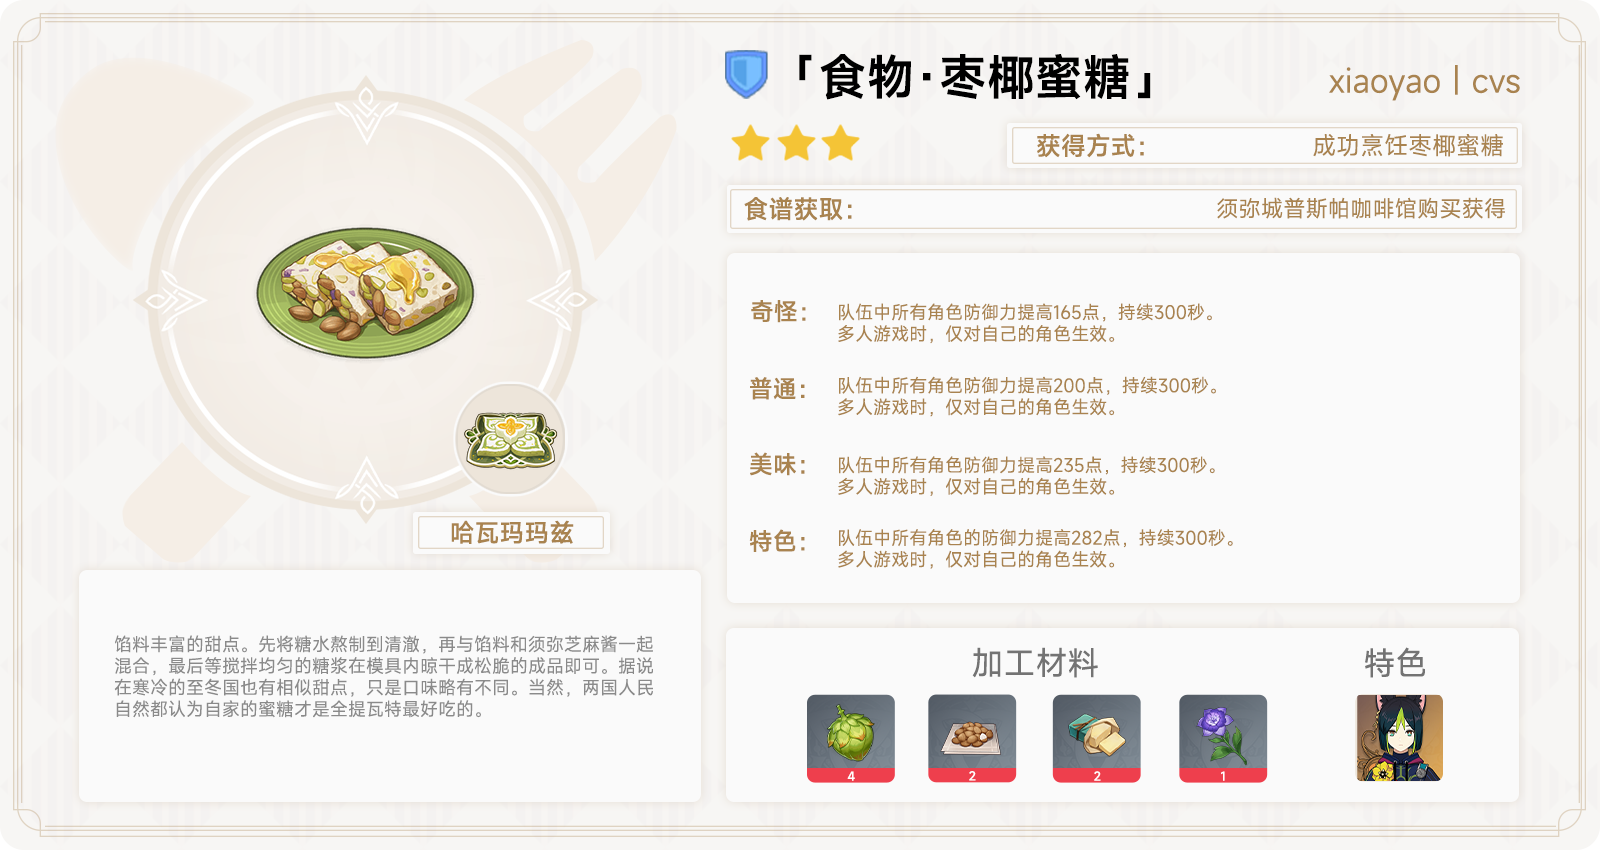 「食物·枣椰蜜糖」
xiaoyao | cvs
获得方式：
成功烹饪枣椰蜜糖
食谱获取：
须弥城普斯帕咖啡馆购买获得
奇怪：
队伍中所有角色防御力提高165点，持续300秒。
多人游戏时，仅对自己的角色生效。
普通：
队伍中所有角色防御力提高200点，持续300秒。
多人游戏时，仅对自己的角色生效。
美味：
队伍中所有角色防御力提高235点，持续300秒。
多人游戏时，仅对自己的角色生效。
特色：
队伍中所有角色的防御力提高282点，持续300秒。
多人游戏时，仅对自己的角色生效。
哈瓦玛玛兹
馅料丰富的甜点。先将糖水熬制到清澈，再与馅料和须弥芝麻酱一起
混合，最后等搅拌均匀的糖浆在模具内晾干成松脆的成品即可。据说
在寒冷的至冬国也有相似甜点，只是口味略有不同。当然，两国人民
自然都认为自家的蜜糖才是全提瓦特最好吃的。
加工材料
特色
4
2
2
1